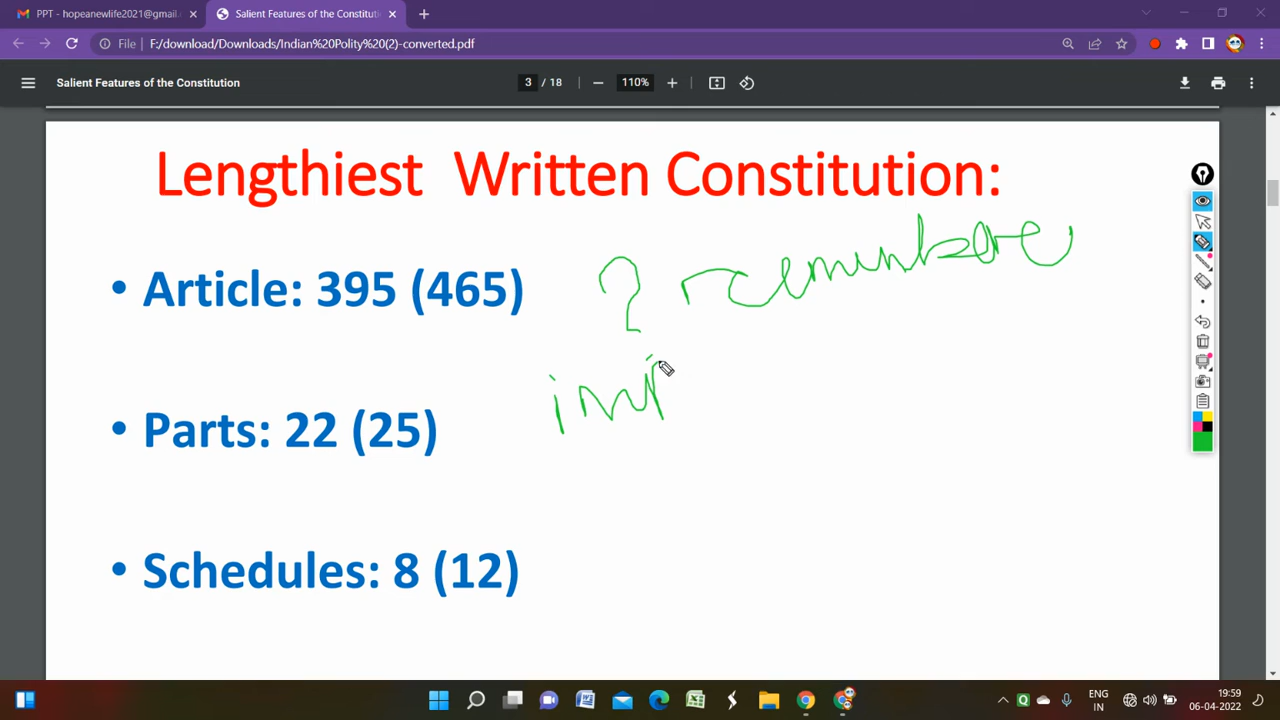 PPT - hopeanewlife2021@gmail.
Salient Features of the Constituti
File
F:/download/Downloads/Indian%20Polity%20(2)-converted.pdf
Salient Features of the Constitution
3 / 18
110%
Lengthiest Written Constitution:
• Article: 395 (465)
?
imp
• Parts: 22 (25)
• Schedules: 8 (12)
ENG
IN
19:59
06-04-2022